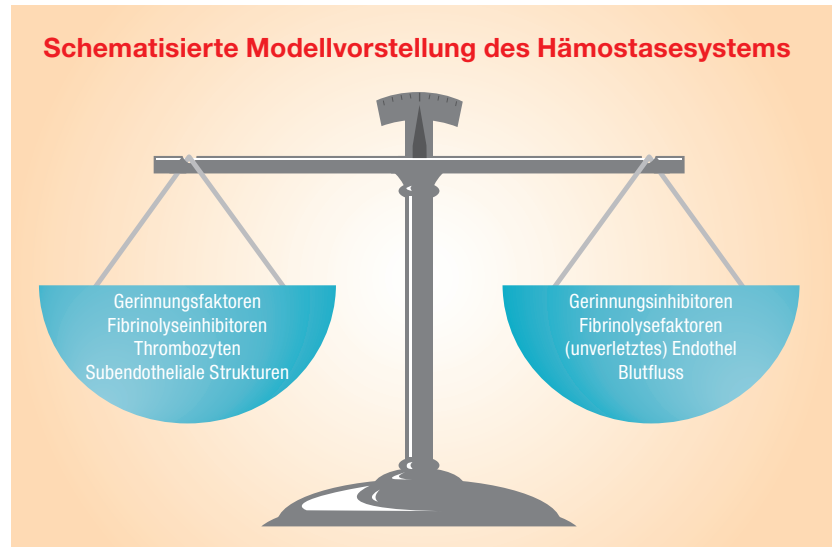 Schematisierte Modellvorstellung des Hämostasesystems
Gerinnungsfaktoren
Fibrinolyseinhibitoren
Thrombozyten
Subendotheliale Strukturen
Gerinnungsinhibitoren
Fibrinolysefaktoren
(unverletztes) Endothel
Blutfluss